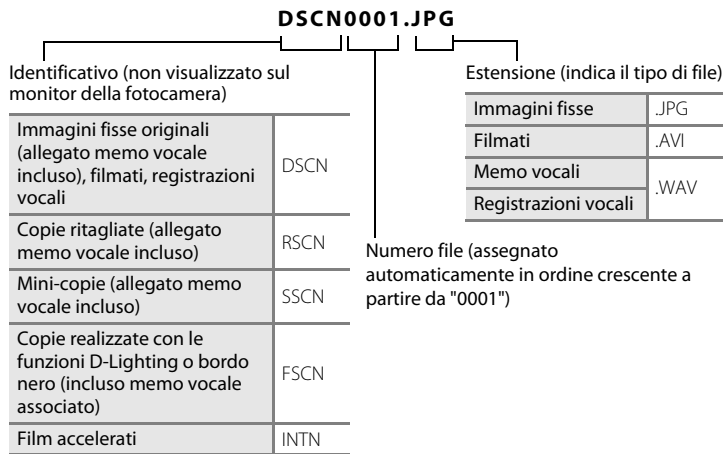 DSCN0001.JPG
Identificativo (non visualizzato sul
monitor della fotocamera)
Immagini fisse originali
(allegato memo vocale
incluso), filmati, registrazioni
vocali
DSCN
Copie ritagliate (allegato
memo vocale incluso)
RSCN
Mini-copie (allegato memo
vocale incluso)
SSCN
Copie realizzate con le
funzioni D-Lighting o bordo
nero (incluso memo vocale
associato)
FSCN
Film accelerati
INTN
Numero file (assegnato
automaticamente in ordine crescente a
partire da "0001")
Estensione (indica il tipo di file)
Immagini fisse
.JPG
Filmati
.AVI
Memo vocali
.WAV
Registrazioni vocali